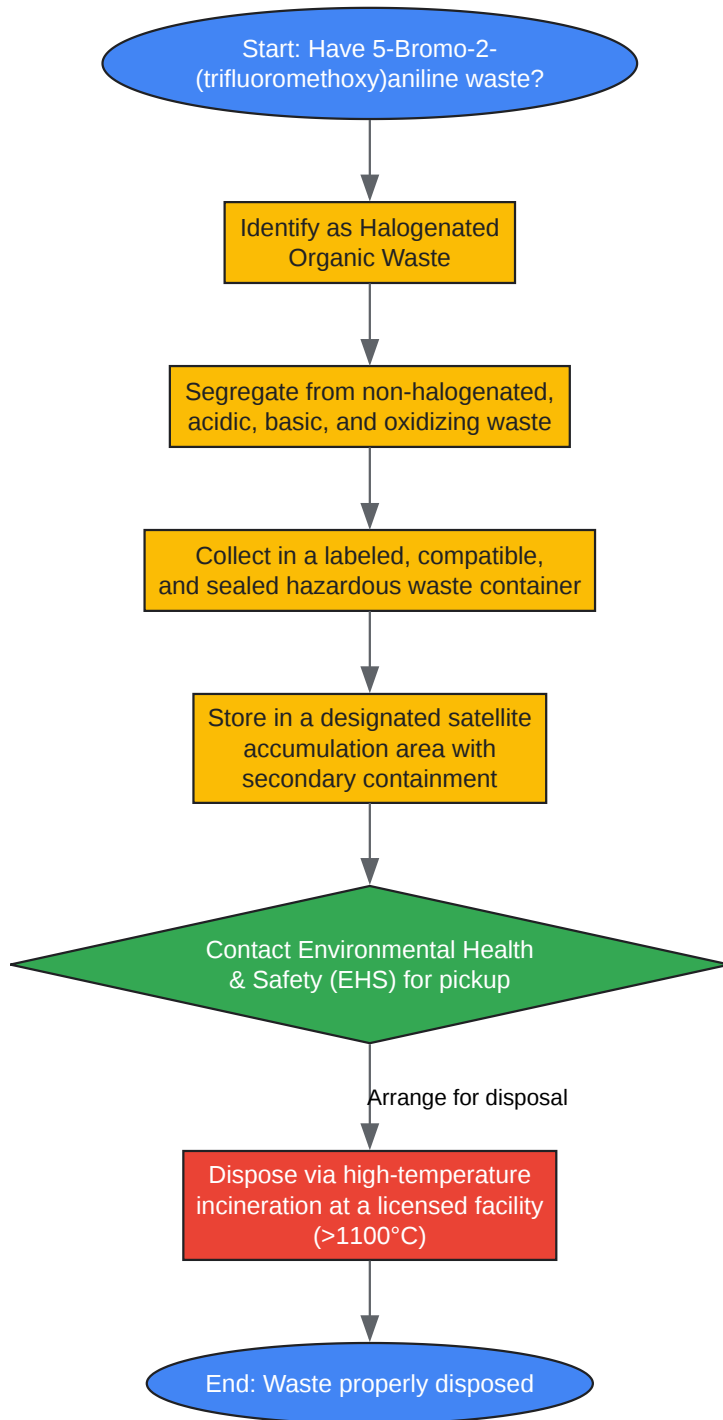 Start: Have 5-Bromo-2-
(trifluoromethoxy)aniline waste?
Identify as Halogenated
Organic Waste
Segregate from non-halogenated,
acidic, basic, and oxidizing waste
Collect in a labeled, compatible,
and sealed hazardous waste container
Store in a designated satellite
accumulation area with
secondary containment
Contact Environmental Health
& Safety (EHS) for pickup
Arrange for disposal
Dispose via high-temperature
incineration at a licensed facility
(>1100°C)
End: Waste properly disposed